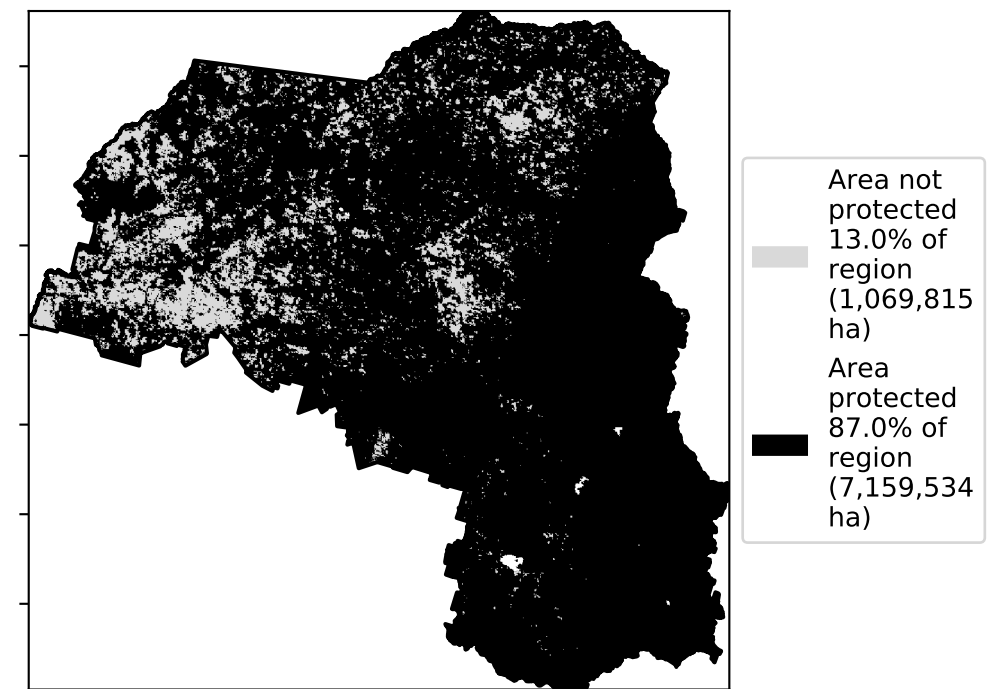 Area not
protected
13.0% of
region
(1,069,815
ha)
Area
protected
87.0% of
region
(7,159,534
ha)